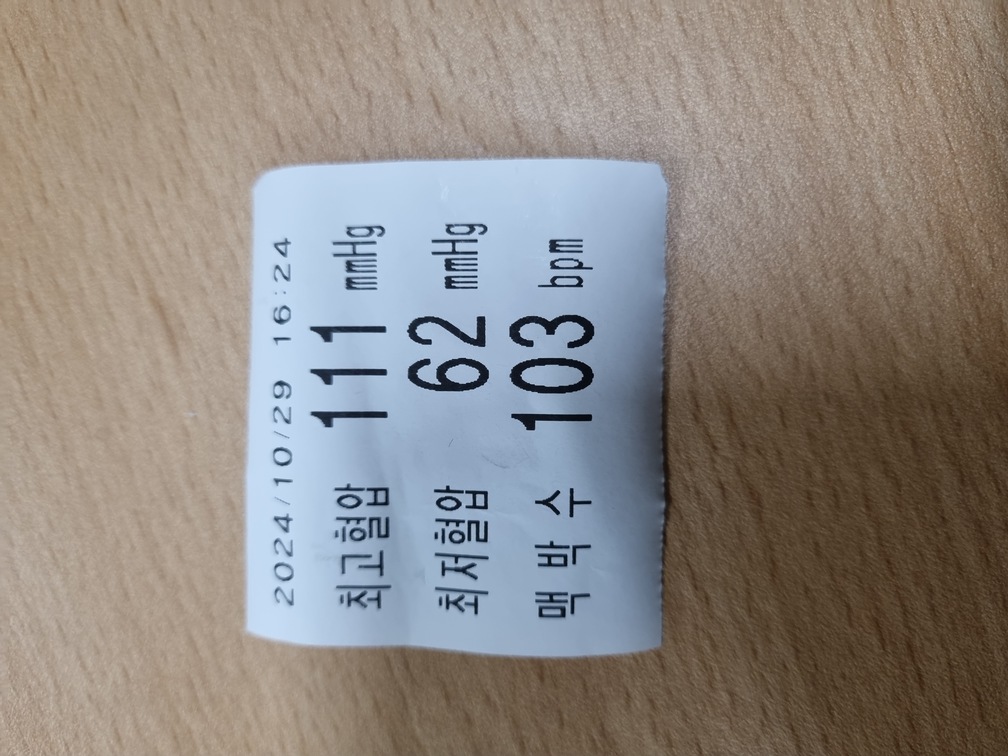 2024/10/29 16:24
최고혈압 111 mmHg
최저혈압 62 mmHg
맥 박 수 103 bpm